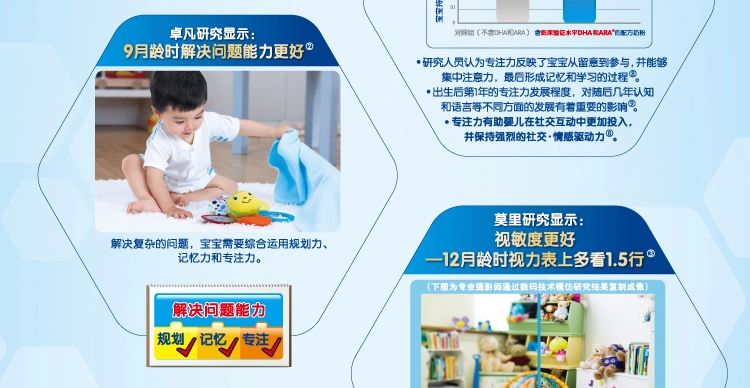 卓凡研究显示：
9月龄时解决问题能力更好②
解决复杂的问题，宝宝需要综合运用规划力、
记忆力和专注力。
解决问题能力
规划 记忆 专注
0.1
0
对照组（不含DHA和ARA） 含临床验证水平DHA和ARA*的配方奶粉
•研究人员认为专注力反映了宝宝从留意到参与，并能够
集中注意力，最后形成记忆和学习的过程⑧。
•出生后第1年的专注力发展程度，对随后几年认知
和语言等不同方面的发展有着重要的影响⑨。
•专注力有助婴儿在社交互动中更加投入，
并保持强烈的社交·情感驱动力⑥。
莫里研究显示：
视敏度更好
—12月龄时视力表上多看1.5行③
（下图为专业摄影师通过数码技术模仿研究结果复制成像）